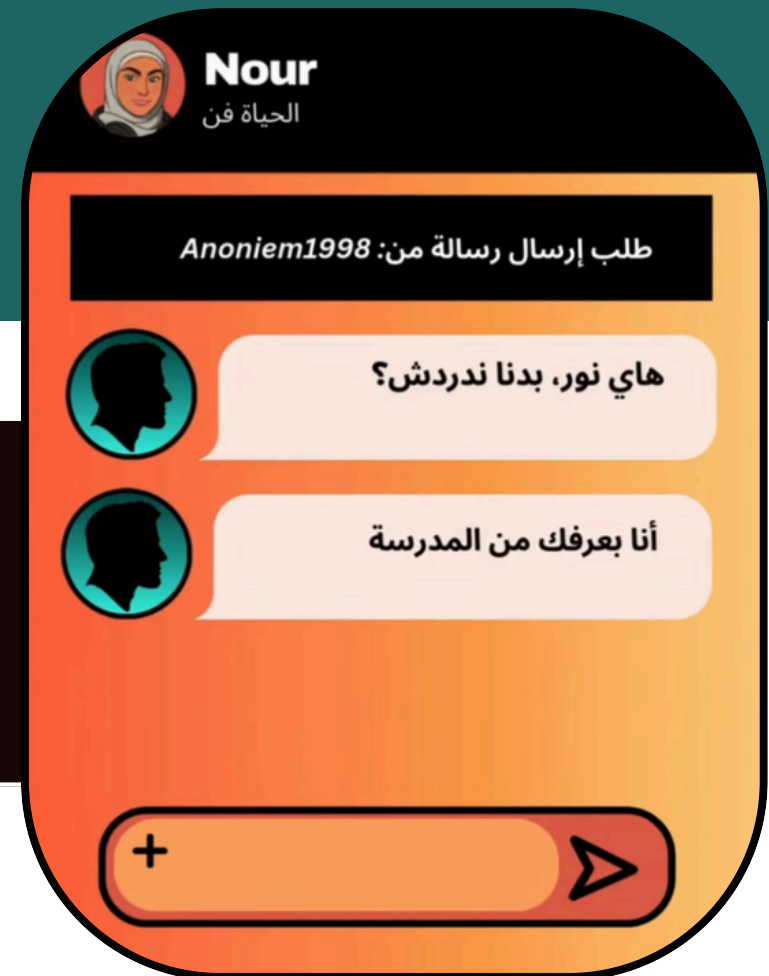 Nour
الحياة فن
طلب إرسال رسالة من: Anoniem1998
هاي نور، بدنا ندردش؟
أنا بعرفك من المدرسة